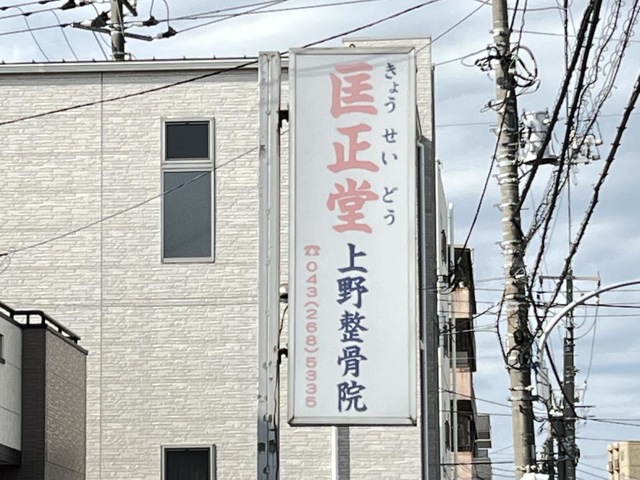 匡正堂
きょう せい どう
上野整骨院
☎043(268)5335